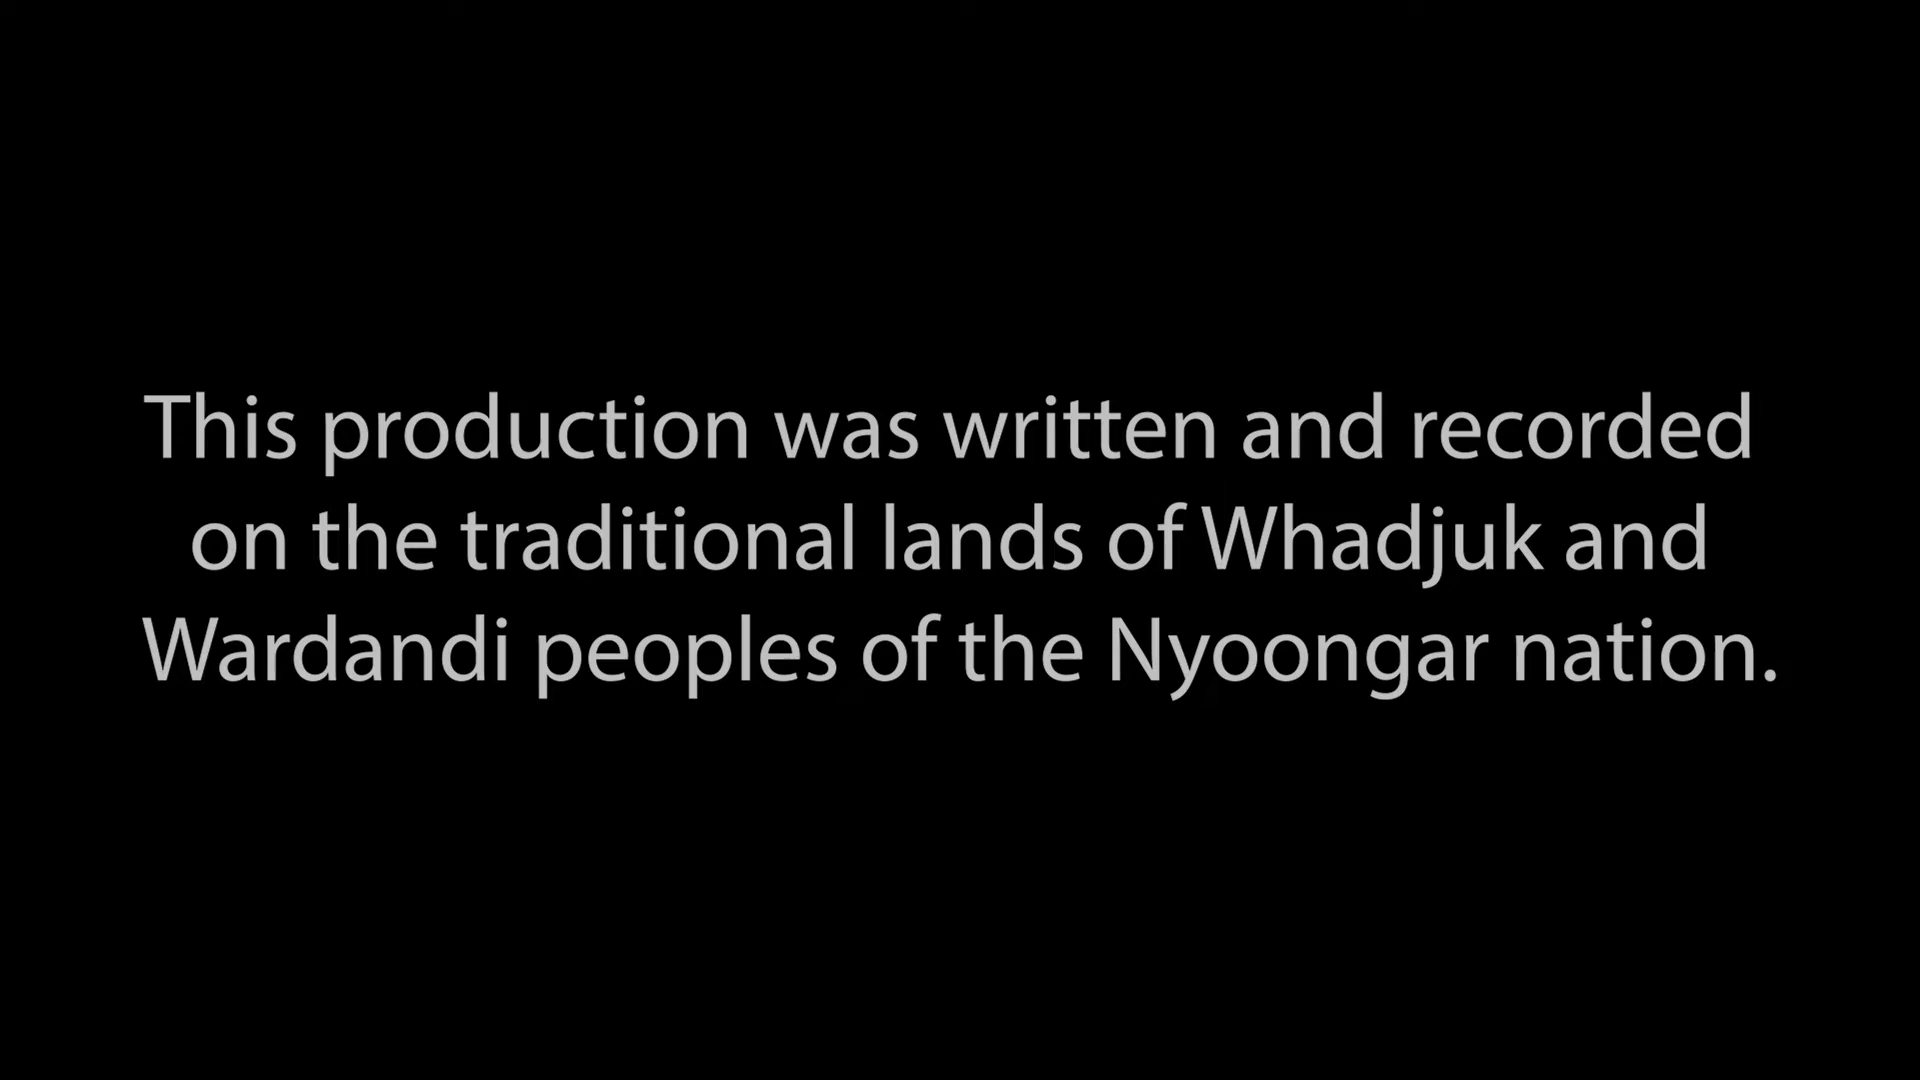 This production was written and recorded
on the traditional lands of Whadjuk and
Wardandi peoples of the Nyoongar nation.